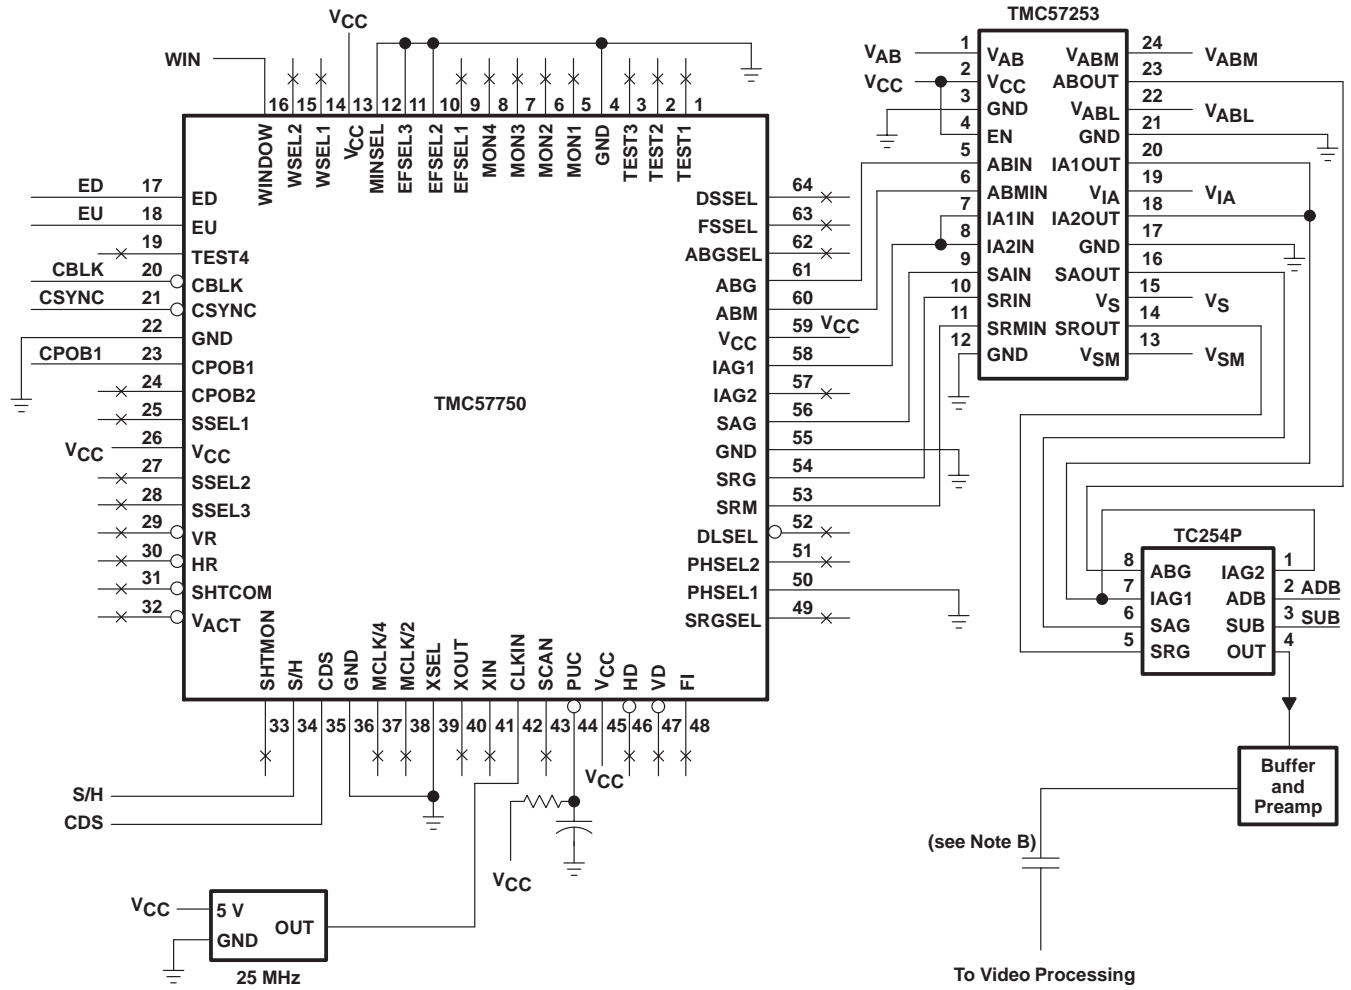 TMC57253
VCC
WIN
16 15 14 13 12 11 10 9 8 7 6 5 4 3 2 1
WINDOW
WSEL2
WSEL1
VCC
MINSEL
EFSEL3
EFSEL2
EFSEL1
MON4
MON3
MON2
MON1
GND
TEST3
TEST2
TEST1
ED 17 ED
EU 18 EU
19 TEST4
CBLK 20 CBLK
CSYNC 21 CSYNC
22 GND
CPOB1 23 CPOB1
24 CPOB2
25 SSEL1
VCC 26 VCC
27 SSEL2
28 SSEL3
29 VR
30 HR
31 SHTCOM
32 VACT
TMC57750
DSSEL 64
FSSEL 63
ABGSEL 62
ABG 61
ABM 60
VCC 59 VCC
IAG1 58
IAG2 57
SAG 56
GND 55
SRG 54
SRM 53
DLSEL 52
PHSEL2 51
PHSEL1 50
SRGSEL 49
SHTMON
S/H
CDS
GND
MCLK/4
MCLK/2
XSEL
XOUT
XIN
CLKIN
SCAN
PUC
VCC
HD
VD
FI
33 34 35 36 37 38 39 40 41 42 43 44 45 46 47 48
VCC
S/H
CDS
VCC
VCC 5 V
GND
OUT
25 MHz
VAB 1 VAB
VCC 2 VCC
3 GND
4 EN
5 ABIN
6 ABMIN
7 IA1IN
8 IA2IN
9 SAIN
10 SRIN
11 SRMIN
12 GND
VABM 24 VABM
ABOUT 23
VABL 22 VABL
GND 21
IA1OUT 20
VIA 19 VIA
IA2OUT 18
GND 17
SAOUT 16
VS 15 VS
SROUT 14
VSM 13 VSM
TC254P
8 ABG IAG2 1
7 IAG1 ADB 2 ADB
6 SAG SUB 3 SUB
5 SRG OUT 4
Buffer
and
Preamp
(see Note B)
To Video Processing